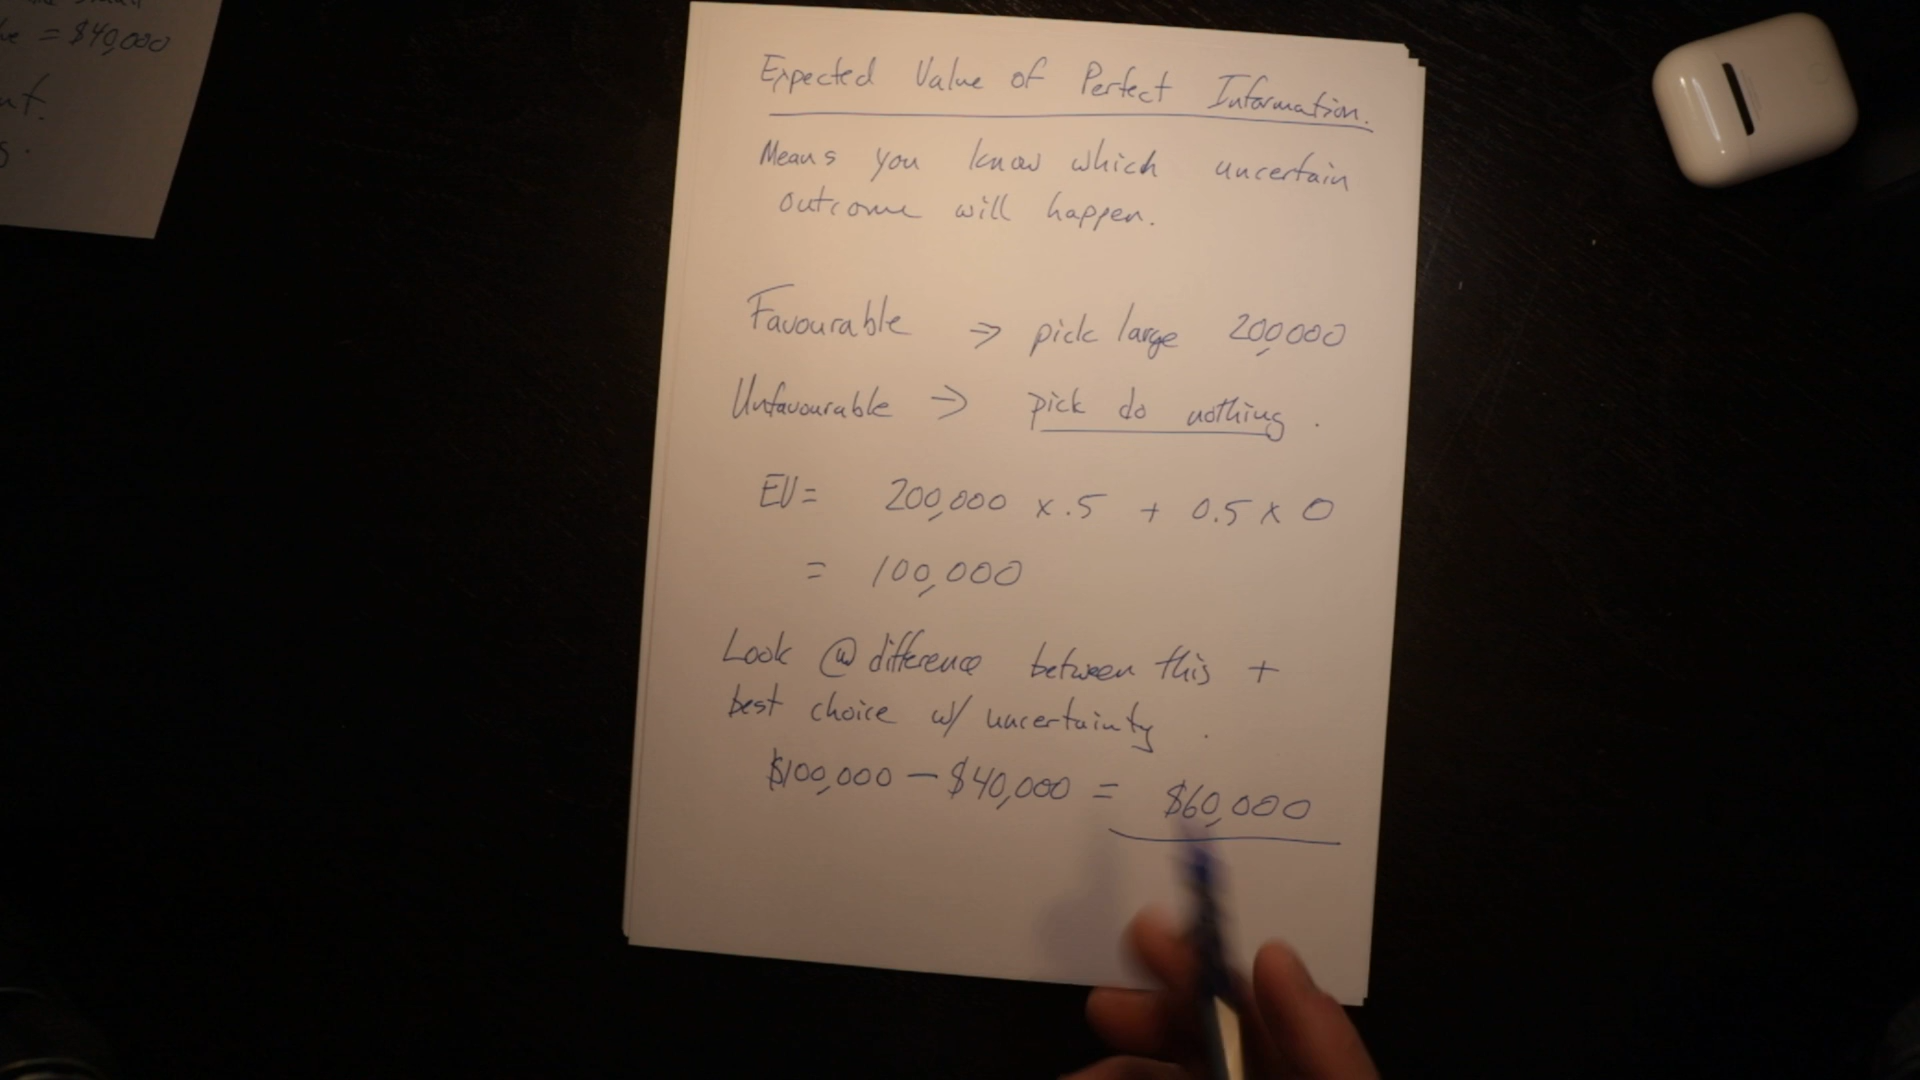 = $40,000
Expected Value of Perfect Information.
Means you know which uncertain
outcome will happen.
Favourable ⇒ pick large 200,000
Unfavourable ⇒ pick do nothing.
EV = 200,000 x .5 + 0.5 x 0
= 100,000
Look @ difference between this +
best choice w/ uncertainty.
$100,000 - $40,000 = $60,000